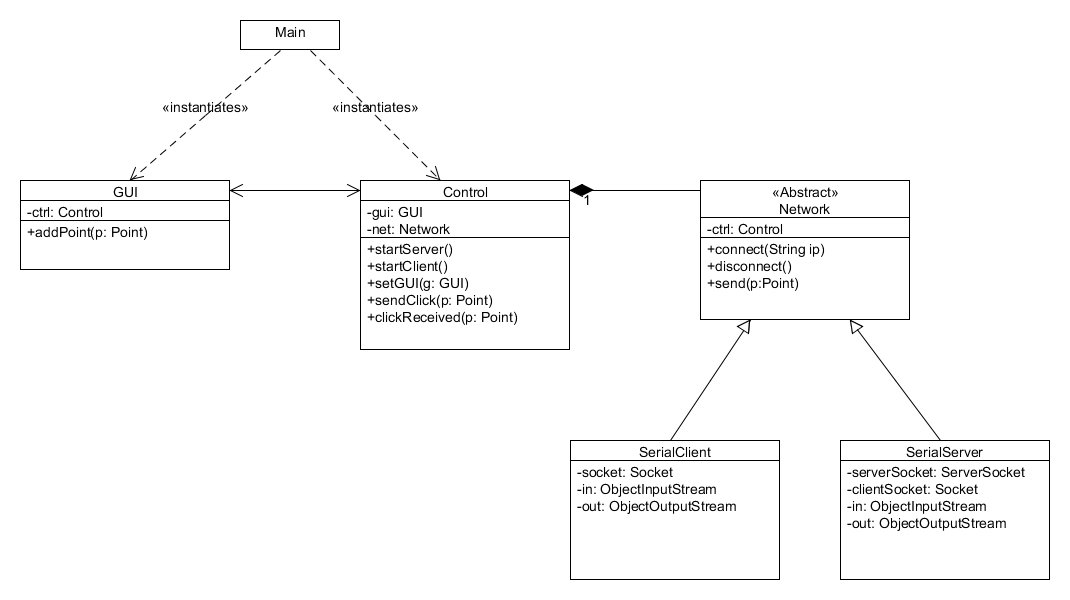 Main
«instantiates»
«instantiates»
GUI
-ctrl: Control
+addPoint(p: Point)
Control
-gui: GUI
-net: Network
+startServer()
+startClient()
+setGUI(g: GUI)
+sendClick(p: Point)
+clickReceived(p: Point)
1
«Abstract»
Network
-ctrl: Control
+connect(String ip)
+disconnect()
+send(p:Point)
SerialClient
-socket: Socket
-in: ObjectInputStream
-out: ObjectOutputStream
SerialServer
-serverSocket: ServerSocket
-clientSocket: Socket
-in: ObjectInputStream
-out: ObjectOutputStream